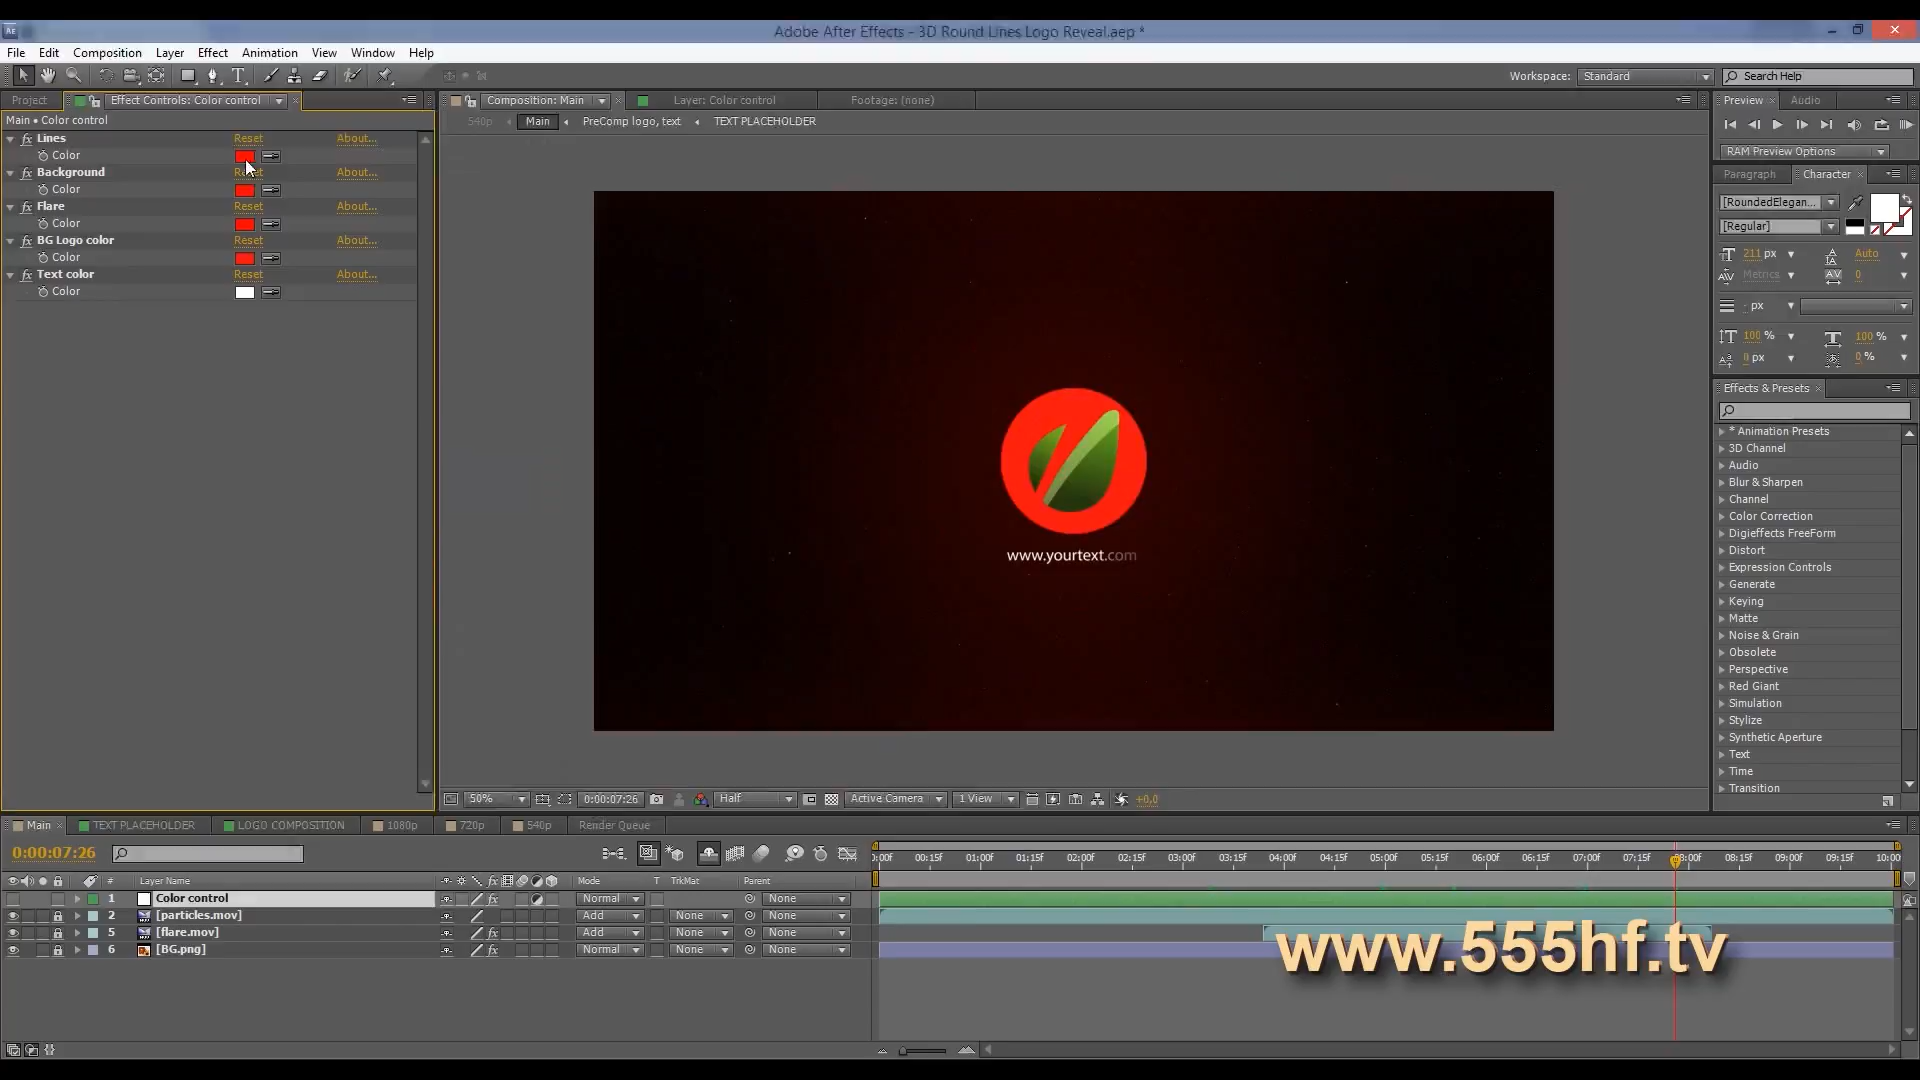 Adobe After Effects - 3D Round Lines Logo Reveal.aep *
File Edit Composition Layer Effect Animation View Window Help
Workspace: Standard Search Help
Project Effect Controls: Color control
Main • Color control
Lines Reset About...
Color
Background Reset About...
Color
Flare Reset About...
Color
BG Logo color Reset About...
Color
Text color Reset About...
Color
Composition: Main Layer: Color control Footage: (none)
540p Main PreComp logo, text TEXT PLACEHOLDER
www.yourtext.com
50% 0:00:07:26 Half Active Camera 1 View +0,0
Preview Audio
RAM Preview Options
Paragraph Character
[RoundedElegan...
[Regular]
211 px Auto
Metrics 0
- px
100 % 100 %
0 px 0 %
Effects & Presets
* Animation Presets
3D Channel
Audio
Blur & Sharpen
Channel
Color Correction
Digieffects FreeForm
Distort
Expression Controls
Generate
Keying
Matte
Noise & Grain
Obsolete
Perspective
Red Giant
Simulation
Stylize
Synthetic Aperture
Text
Time
Transition
Main TEXT PLACEHOLDER LOGO COMPOSITION 1080p 720p 540p Render Queue
0:00:07:26
0:00f 00:15f 01:00f 01:15f 02:00f 02:15f 03:00f 03:15f 04:00f 04:15f 05:00f 05:15f 06:00f 06:15f 07:00f 07:15f 08:00f 08:15f 09:00f 09:15f 10:00
# Layer Name Mode T TrkMat Parent
1 Color control Normal None
2 [particles.mov] Add None None
5 [flare.mov] Add None None
6 [BG.png] Normal None None
www.555hf.tv